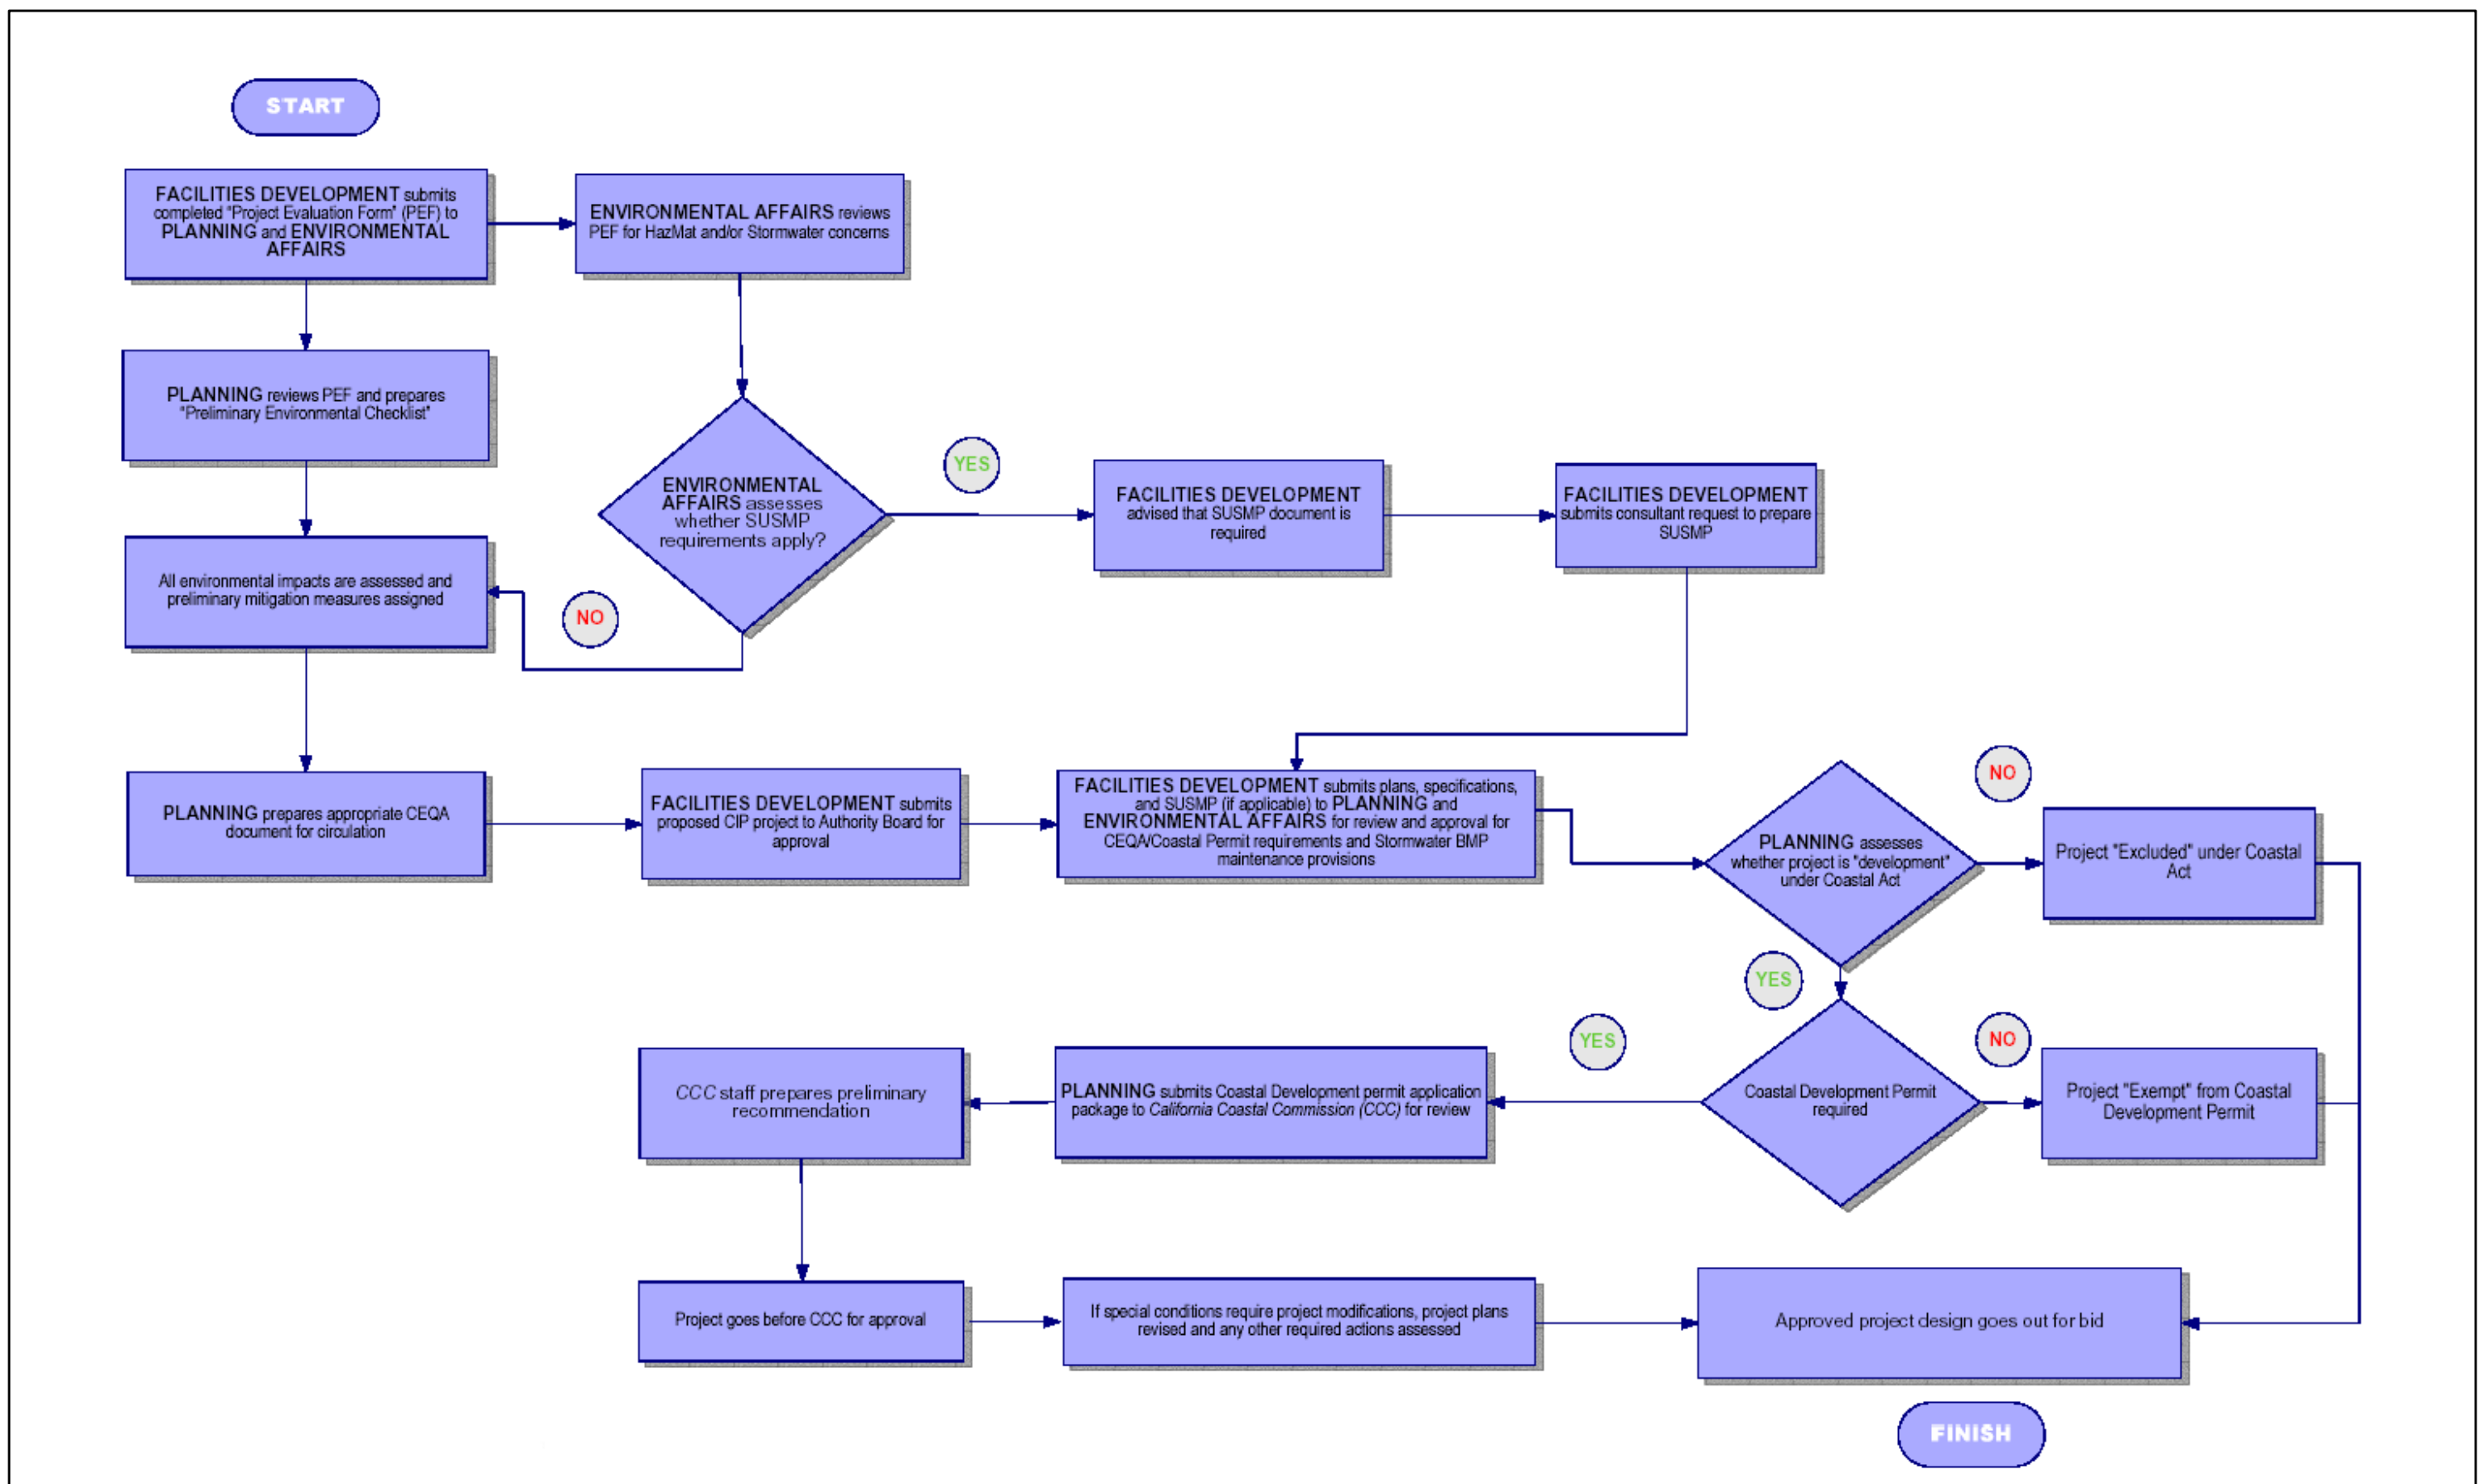 START
FACILITIES DEVELOPMENT submits
completed "Project Evaluation Form" (PEF) to
PLANNING and ENVIRONMENTAL
AFFAIRS
ENVIRONMENTAL AFFAIRS reviews
PEF for HazMat and/or Stormwater concerns
PLANNING reviews PEF and prepares
"Preliminary Environmental Checklist"
ENVIRONMENTAL
AFFAIRS assesses
whether SUSMP
requirements apply?
YES
FACILITIES DEVELOPMENT
advised that SUSMP document is
required
FACILITIES DEVELOPMENT
submits consultant request to prepare
SUSMP
All environmental impacts are assessed and
preliminary mitigation measures assigned
NO
PLANNING prepares appropriate CEQA
document for circulation
FACILITIES DEVELOPMENT submits
proposed CIP project to Authority Board for
approval
FACILITIES DEVELOPMENT submits plans, specifications,
and SUSMP (if applicable) to PLANNING and
ENVIRONMENTAL AFFAIRS for review and approval for
CEQA/Coastal Permit requirements and Stormwater BMP
maintenance provisions
PLANNING assesses
whether project is "development"
under Coastal Act
NO
Project "Excluded" under Coastal
Act
YES
CCC staff prepares preliminary
recommendation
PLANNING submits Coastal Development permit application
package to California Coastal Commission (CCC) for review
YES
Coastal Development Permit
required
NO
Project "Exempt" from Coastal
Development Permit
Project goes before CCC for approval
If special conditions require project modifications, project plans
revised and any other required actions assessed
Approved project design goes out for bid
FINISH